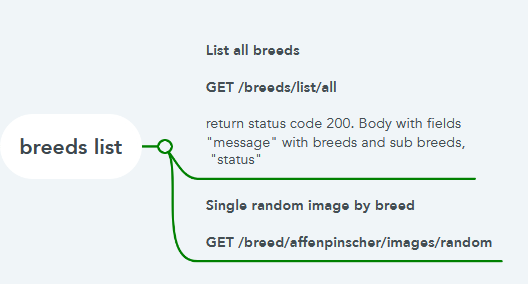 List all breeds
GET /breeds/list/all
return status code 200. Body with fields
"message" with breeds and sub breeds,
"status"
breeds list
Single random image by breed
GET /breed/affenpinscher/images/random